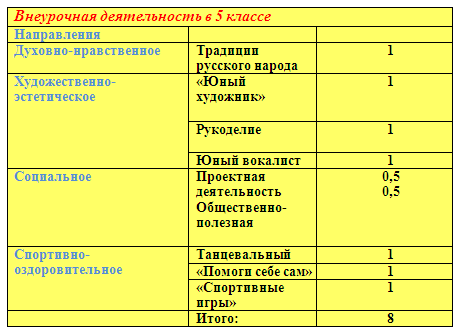 Внеурочная деятельность в 5 классе
Направления
Духовно-нравственное Традиции 1
русского народа
Художественно- «Юный 1
эстетическое художник»
Рукоделие 1
Юный вокалист 1
Социальное Проектная 0,5
деятельность 0,5
Общественно-
полезная
Спортивно- Танцевальный 1
оздоровительное «Помоги себе сам» 1
«Спортивные 1
игры»
Итого: 8